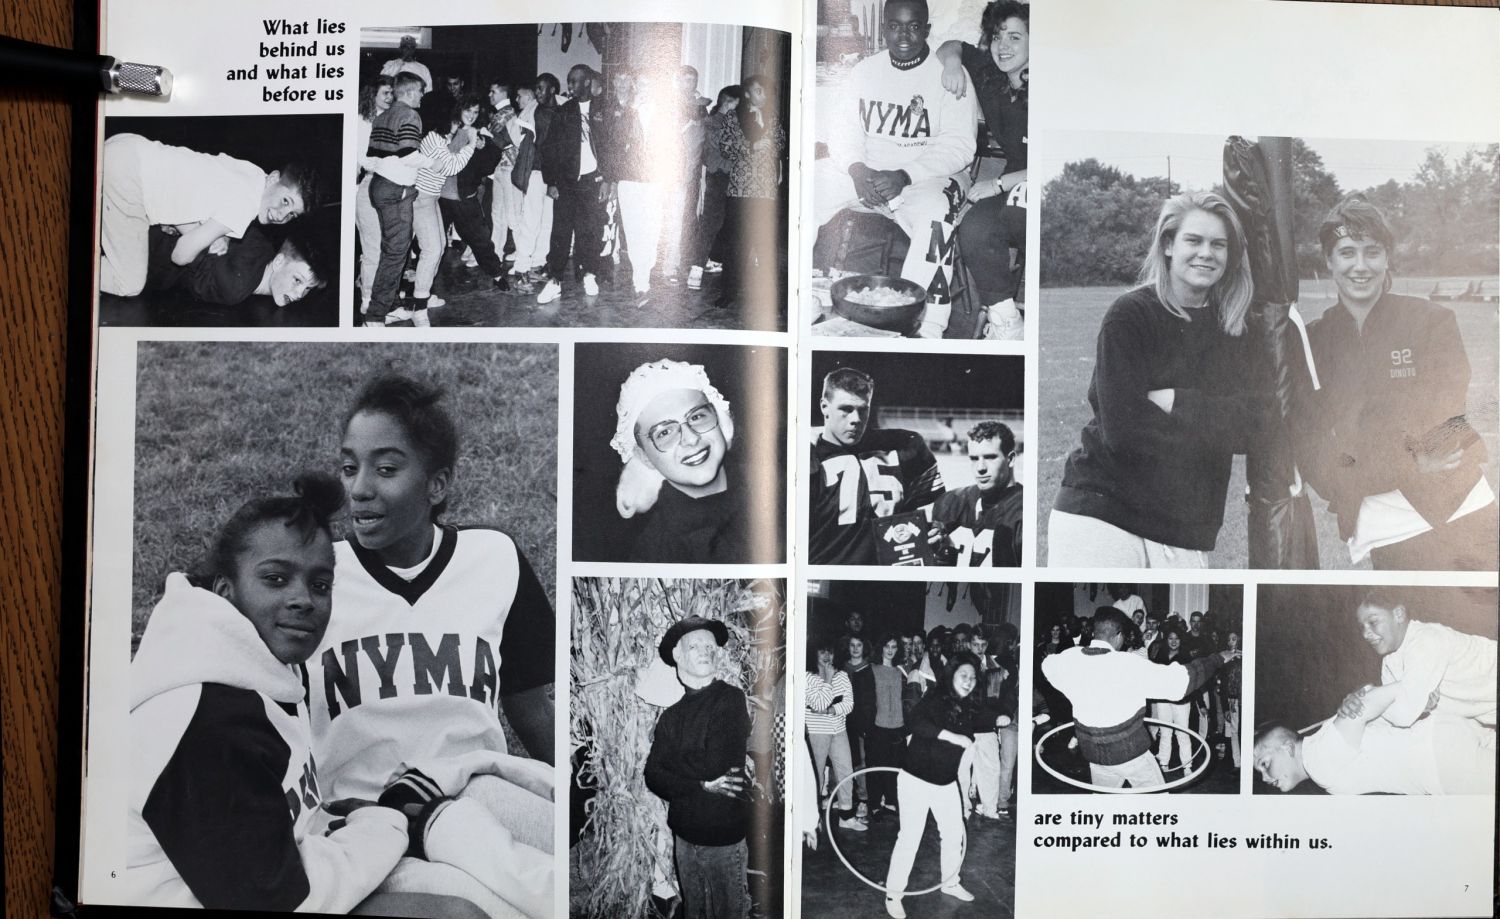 What lies
behind us
and what lies
before us
NYMA
NYMA
75
92
DINOTO
NYMA
are tiny matters
compared to what lies within us.
6
7